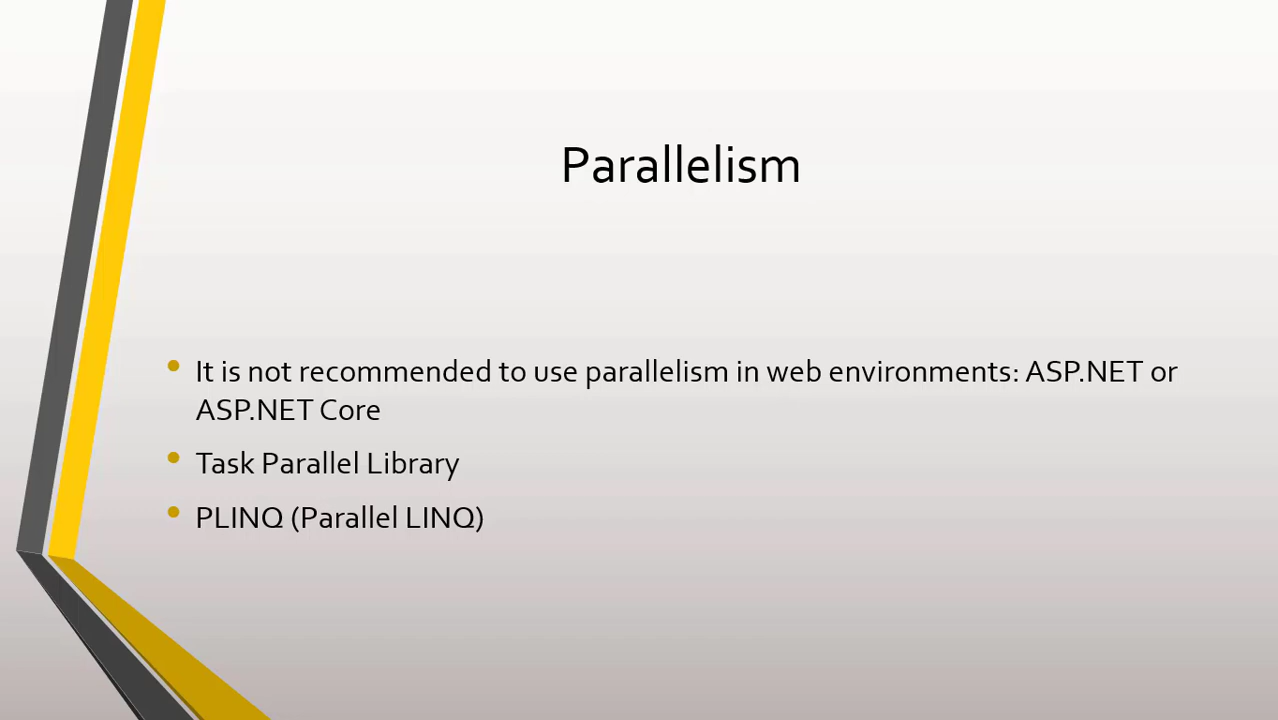 Parallelism
• It is not recommended to use parallelism in web environments: ASP.NET or
ASP.NET Core
• Task Parallel Library
• PLINQ (Parallel LINQ)